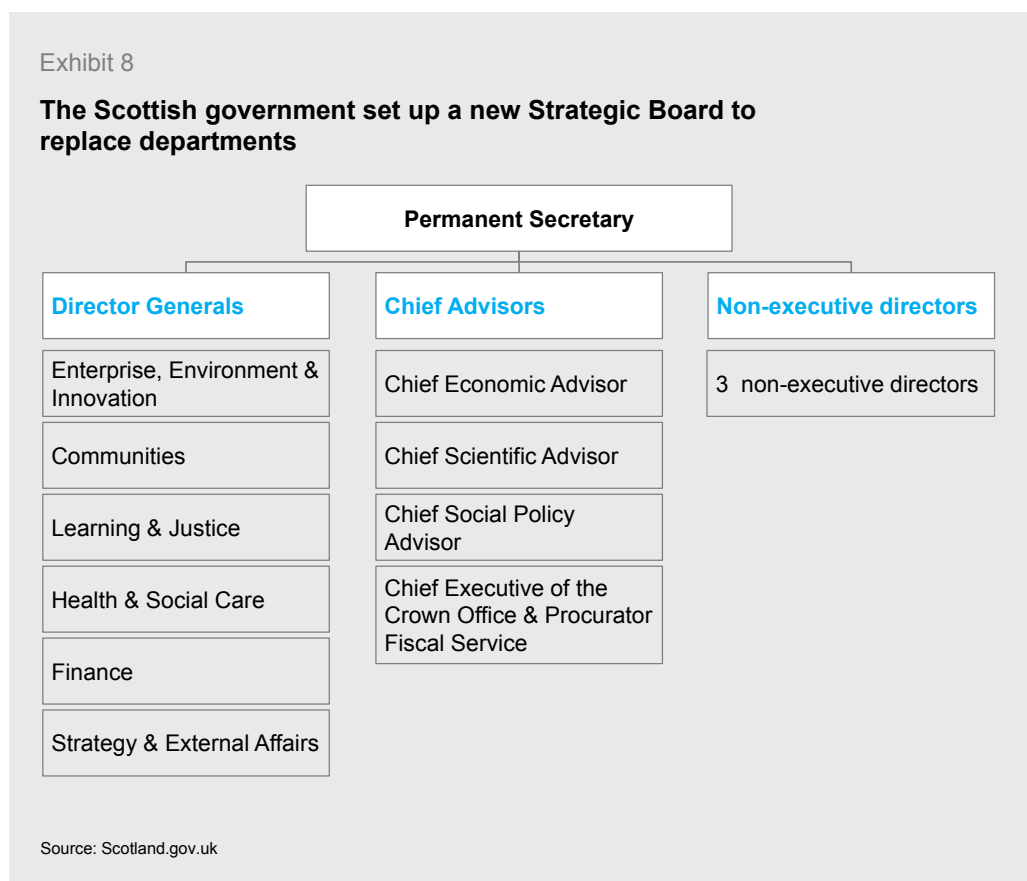 Exhibit 8
The Scottish government set up a new Strategic Board to
replace departments
Permanent Secretary
Director Generals
Enterprise, Environment &
Innovation
Communities
Learning & Justice
Health & Social Care
Finance
Strategy & External Affairs
Chief Advisors
Chief Economic Advisor
Chief Scientific Advisor
Chief Social Policy
Advisor
Chief Executive of the
Crown Office & Procurator
Fiscal Service
Non-executive directors
3 non-executive directors
Source: Scotland.gov.uk